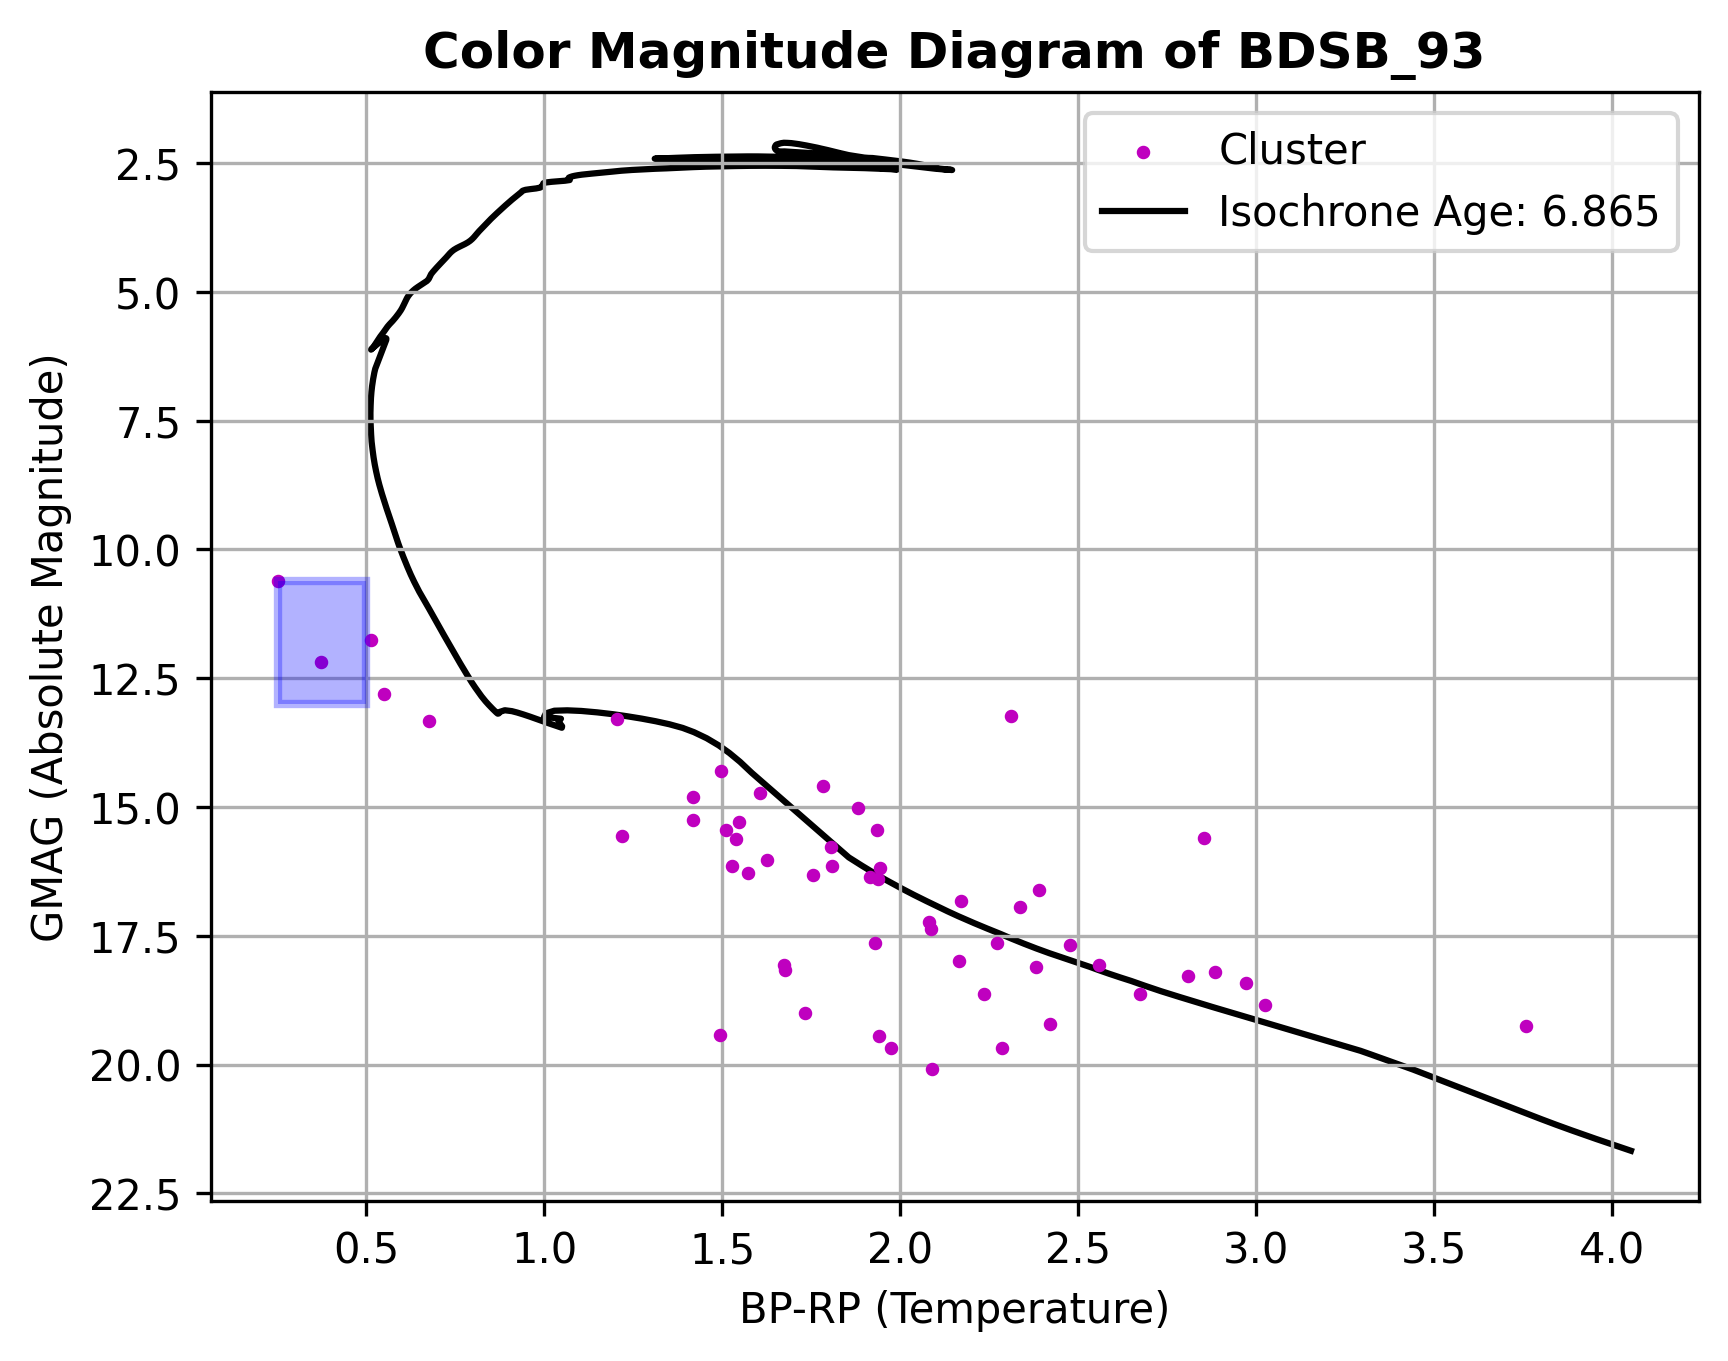 Color Magnitude Diagram of BDSB_93
Cluster
Isochrone Age: 6.865
GMAG (Absolute Magnitude)
2.5
5.0
7.5
10.0
12.5
15.0
17.5
20.0
22.5
0.5 1.0 1.5 2.0 2.5 3.0 3.5 4.0
BP-RP (Temperature)